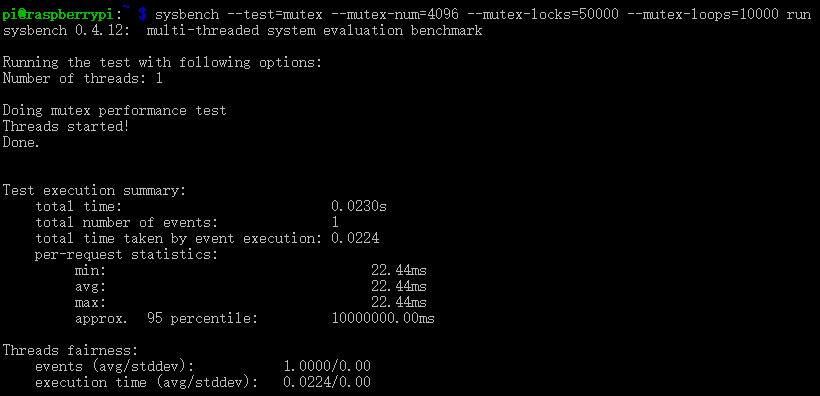 pi@raspberrypi:~ $ sysbench --test=mutex --mutex-num=4096 --mutex-locks=50000 --mutex-loops=10000 run
sysbench 0.4.12:  multi-threaded system evaluation benchmark

Running the test with following options:
Number of threads: 1

Doing mutex performance test
Threads started!
Done.


Test execution summary:
    total time:                          0.0230s
    total number of events:              1
    total time taken by event execution: 0.0224
    per-request statistics:
         min:                                 22.44ms
         avg:                                 22.44ms
         max:                                 22.44ms
         approx.  95 percentile:         10000000.00ms

Threads fairness:
    events (avg/stddev):           1.0000/0.00
    execution time (avg/stddev):   0.0224/0.00